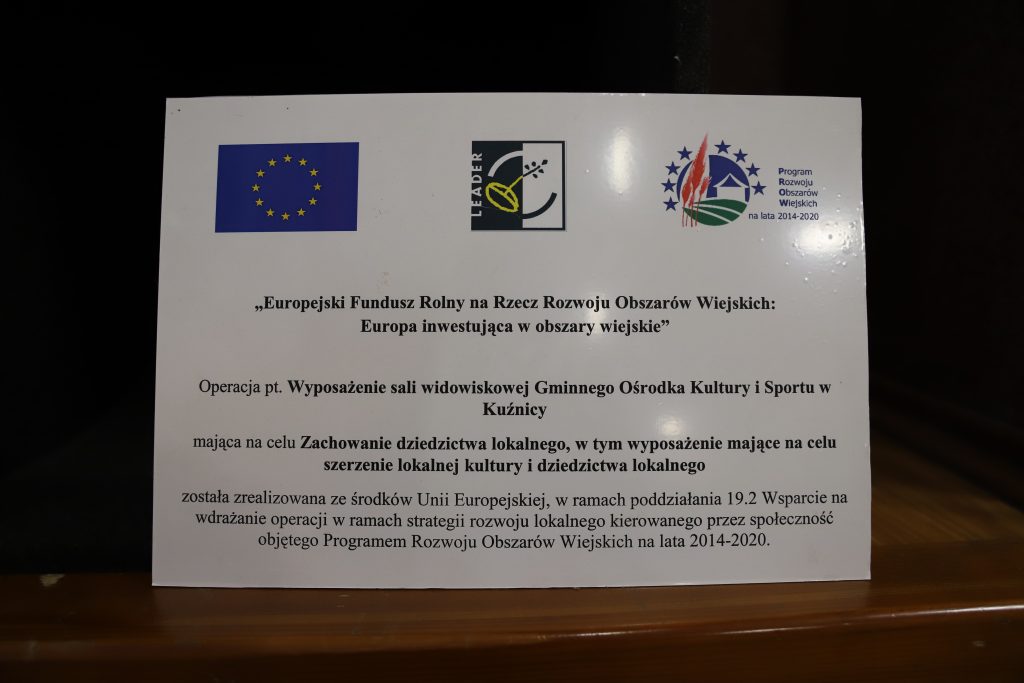 LEADER
Program
Rozwoju
Obszarów
Wiejskich
na lata 2014-2020
„Europejski Fundusz Rolny na Rzecz Rozwoju Obszarów Wiejskich:
Europa inwestująca w obszary wiejskie”
Operacja pt. Wyposażenie sali widowiskowej Gminnego Ośrodka Kultury i Sportu w
Kuźnicy
mająca na celu Zachowanie dziedzictwa lokalnego, w tym wyposażenie mające na celu
szerzenie lokalnej kultury i dziedzictwa lokalnego
została zrealizowana ze środków Unii Europejskiej, w ramach poddziałania 19.2 Wsparcie na
wdrażanie operacji w ramach strategii rozwoju lokalnego kierowanego przez społeczność
objętego Programem Rozwoju Obszarów Wiejskich na lata 2014-2020.